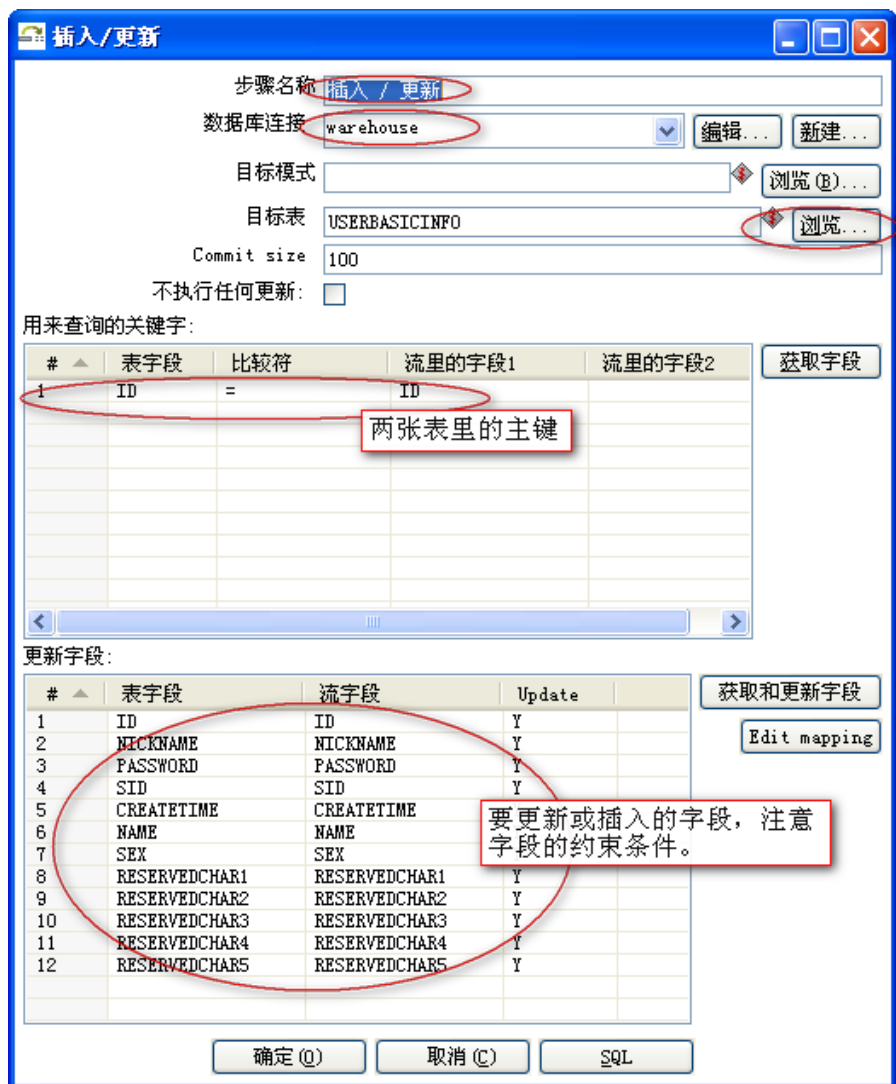 插入/更新
步骤名称 插入 / 更新
数据库连接 warehouse 编辑... 新建...
目标模式 浏览(B)...
目标表 USERBASICINFO 浏览...
Commit size 100
不执行任何更新:
用来查询的关键字:
# 表字段 比较符 流里的字段1 流里的字段2 获取字段
1 ID = ID
两张表里的主键
更新字段:
# 表字段 流字段 Update 获取和更新字段
1 ID ID Y
2 NICKNAME NICKNAME Y Edit mapping
3 PASSWORD PASSWORD Y
4 SID SID Y
5 CREATETIME CREATETIME
要更新或插入的字段，注意
6 NAME NAME
字段的约束条件。
7 SEX SEX
8 RESERVEDCHAR1 RESERVEDCHAR1 Y
9 RESERVEDCHAR2 RESERVEDCHAR2 Y
10 RESERVEDCHAR3 RESERVEDCHAR3 Y
11 RESERVEDCHAR4 RESERVEDCHAR4 Y
12 RESERVEDCHAR5 RESERVEDCHAR5 Y
确定(O) 取消(C) SQL